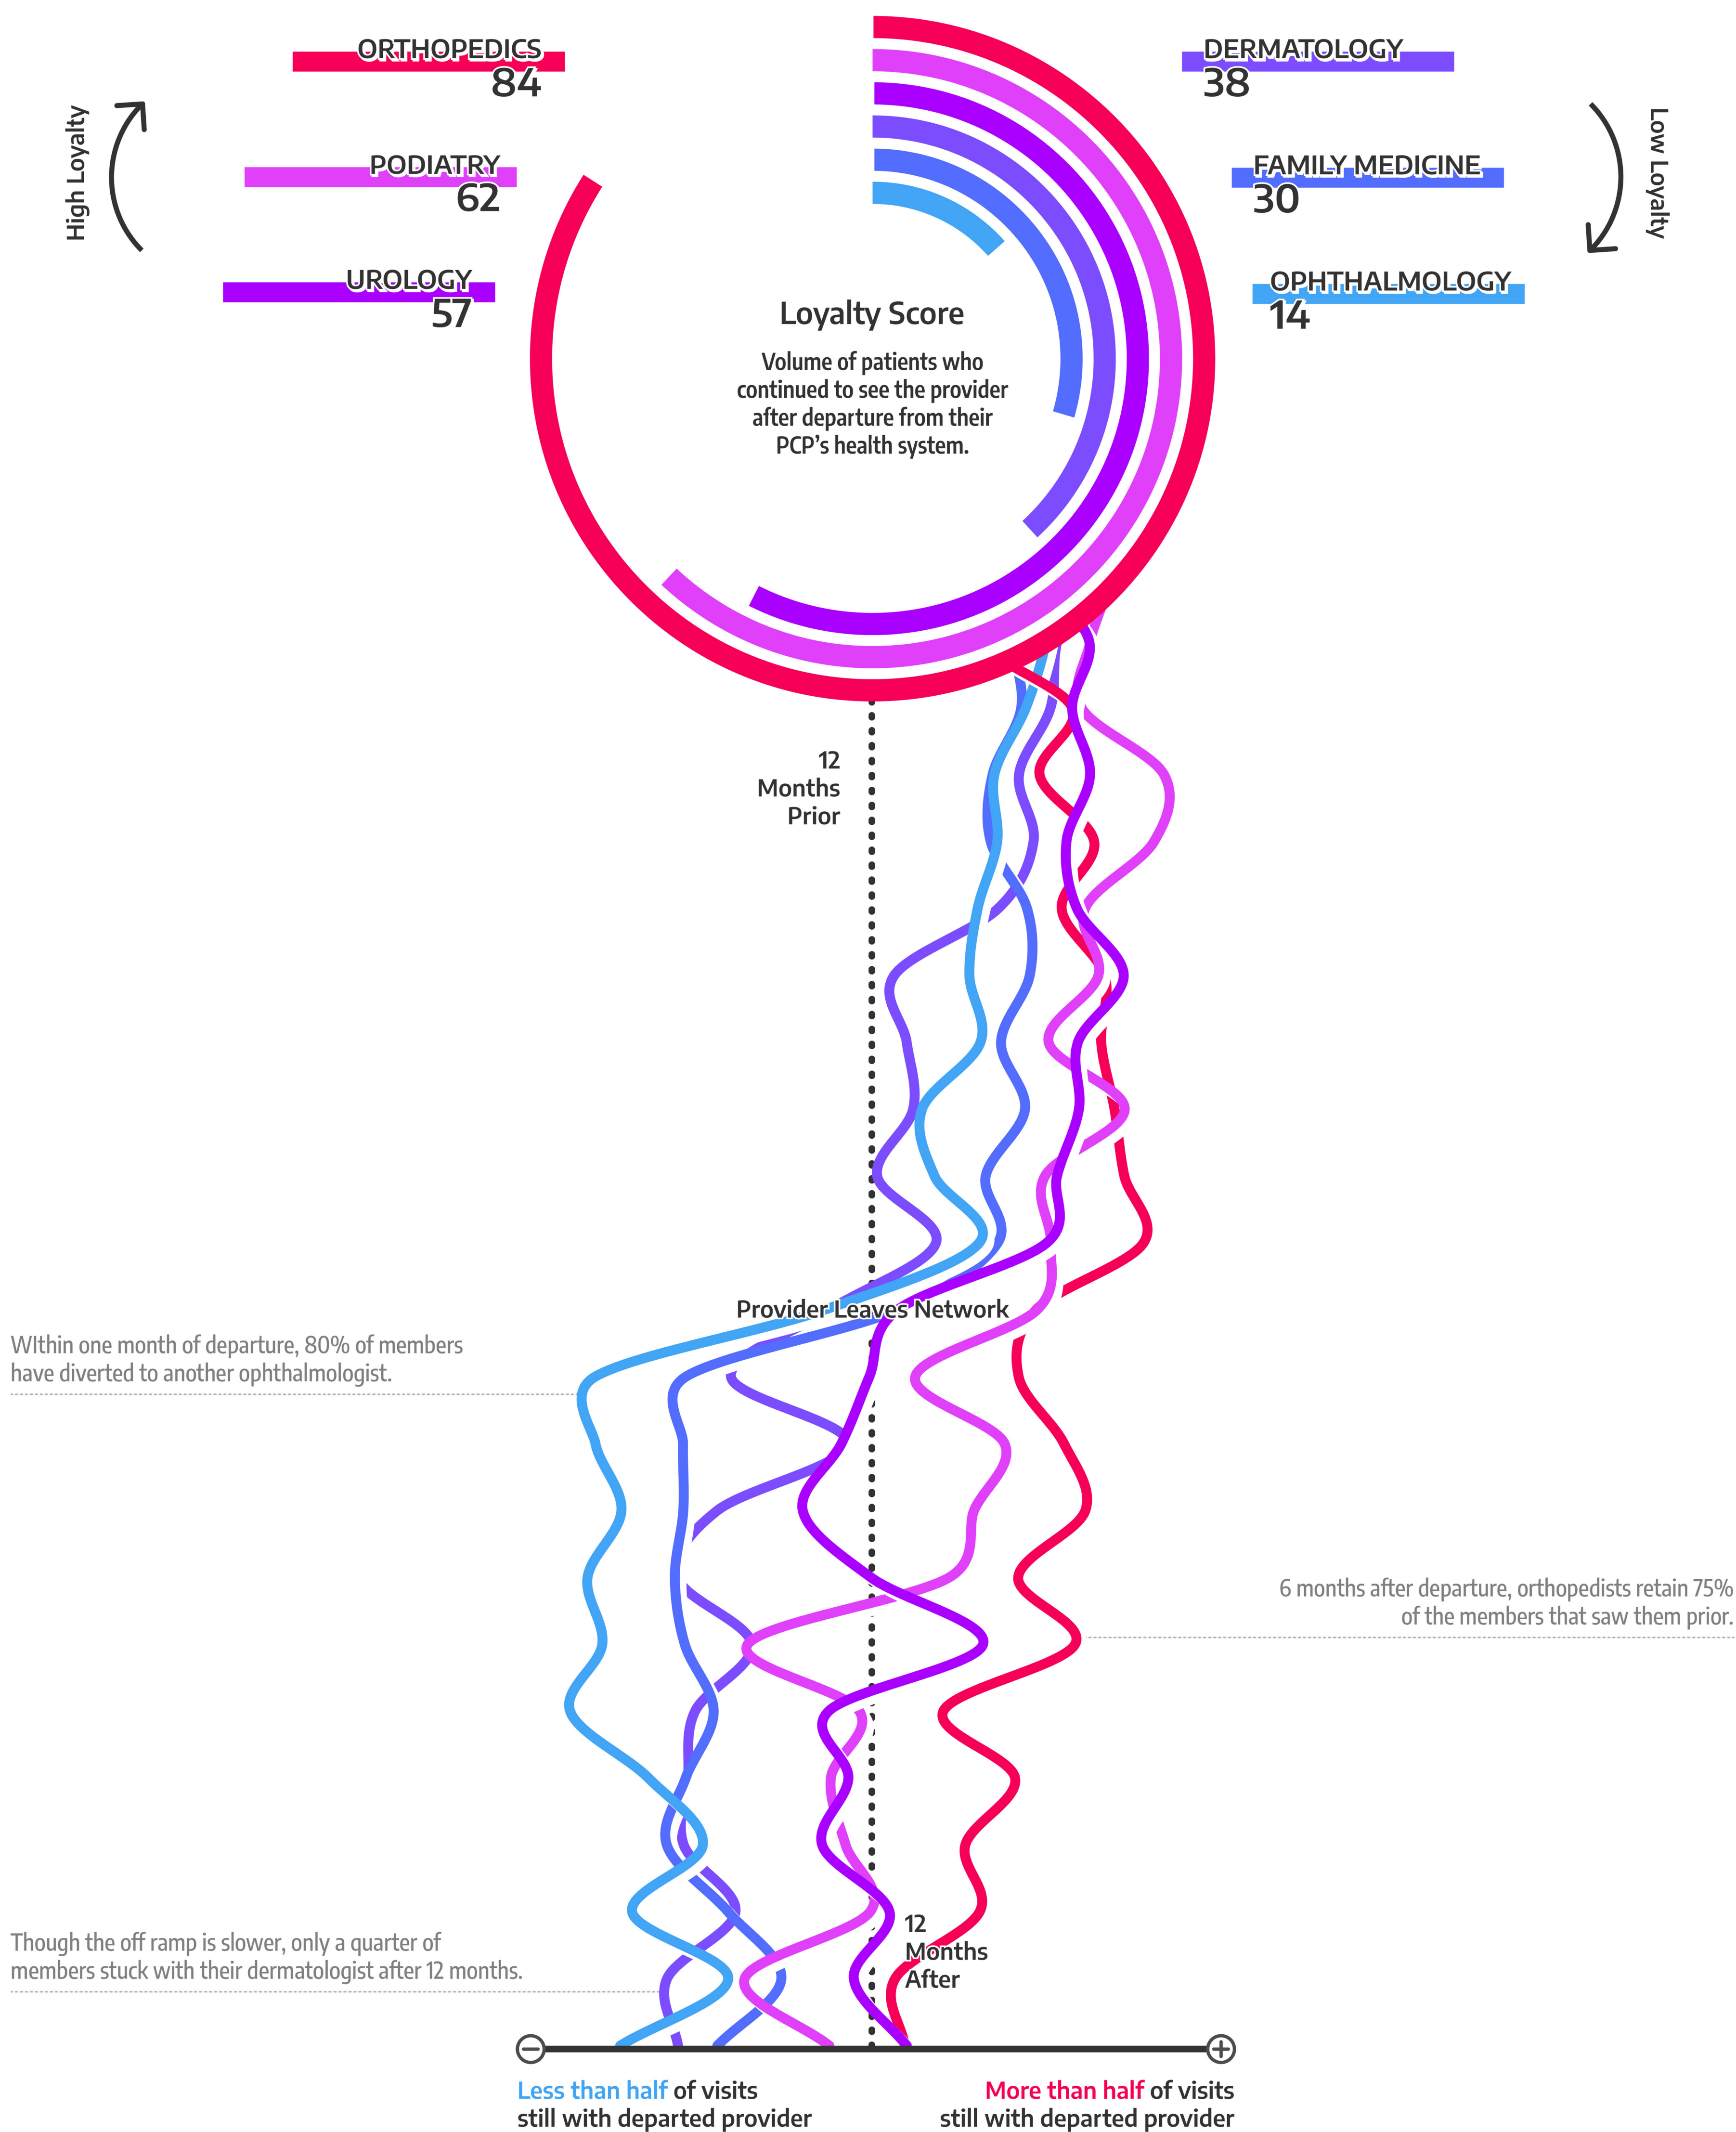 ORTHOPEDICS
84
PODIATRY
62
UROLOGY
57
High Loyalty
DERMATOLOGY
38
FAMILY MEDICINE
30
OPHTHALMOLOGY
14
Low Loyalty
Loyalty Score
Volume of patients who
continued to see the provider
after departure from their
PCP’s health system.
12
Months
Prior
Provider Leaves Network
WIthin one month of departure, 80% of members
have diverted to another ophthalmologist.
6 months after departure, orthopedists retain 75%
of the members that saw them prior.
Though the off ramp is slower, only a quarter of
members stuck with their dermatologist after 12 months.
12
Months
After
Less than half of visits
still with departed provider
More than half of visits
still with departed provider